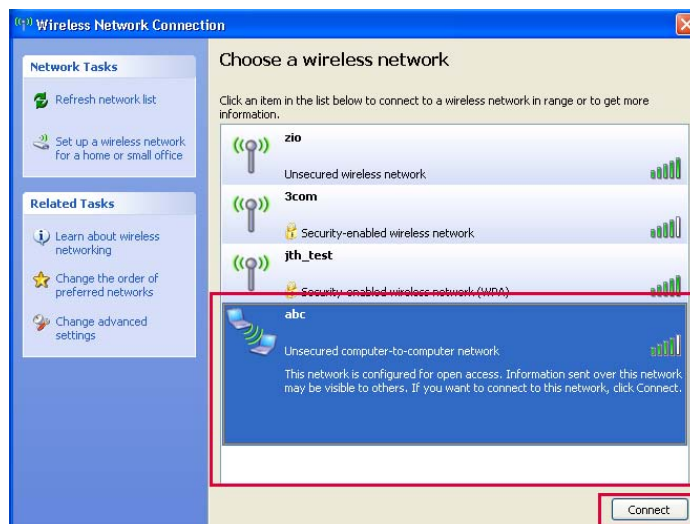 Wireless Network Connection
Network Tasks
Refresh network list
Set up a wireless network
for a home or small office
Related Tasks
Learn about wireless
networking
Change the order of
preferred networks
Change advanced
settings
Choose a wireless network
Click an item in the list below to connect to a wireless network in range or to get more
information.
zio
Unsecured wireless network
3com
Security-enabled wireless network
jth_test
Security-enabled wireless network (WPA)
abc
Unsecured computer-to-computer network
This network is configured for open access. Information sent over this network
may be visible to others. If you want to connect to this network, click Connect.
Connect